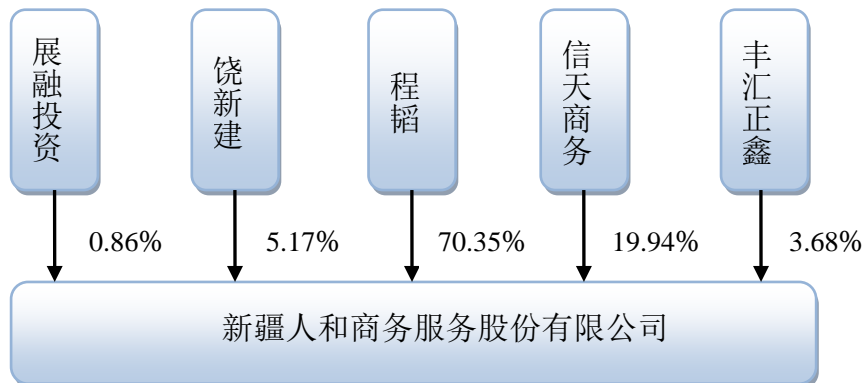 展融投资
饶新建
程韬
信天商务
丰汇正鑫
0.86%
5.17%
70.35%
19.94%
3.68%
新疆人和商务服务股份有限公司